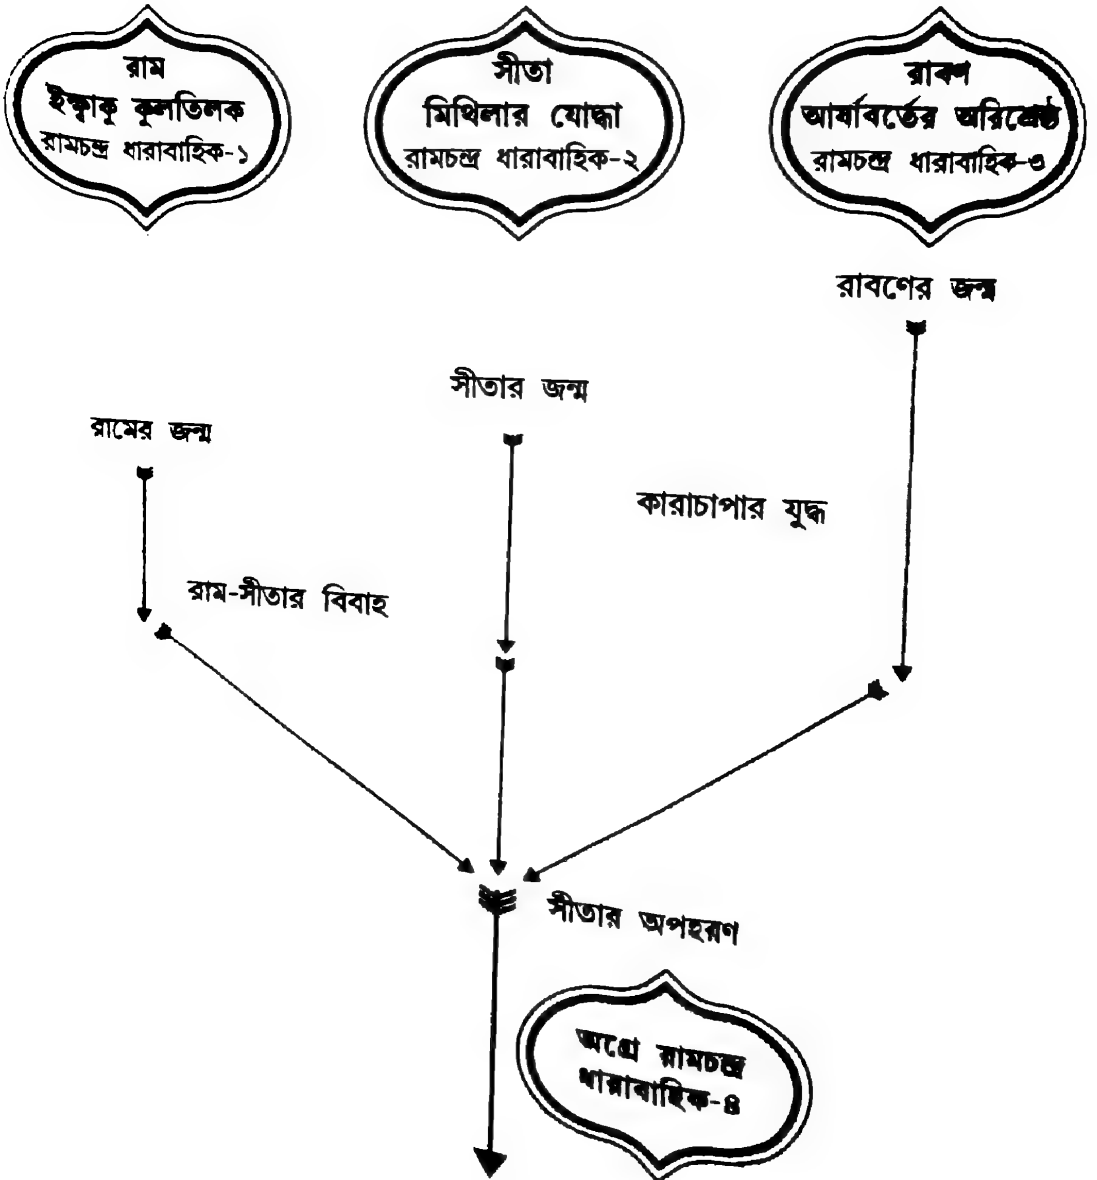 রাম
ইক্ষ্বাকু কুলতিলক
রামচন্দ্র ধারাবাহিক-১
সীতা
মিথিলার যোদ্ধা
রামচন্দ্র ধারাবাহিক-২
রাবণ
আর্যাবর্তের অরিশ্রেষ্ঠ
রামচন্দ্র ধারাবাহিক-৩
রাবণের জন্ম
সীতার জন্ম
রামের জন্ম
কারাচাপার যুদ্ধ
রাম-সীতার বিবাহ
সীতার অপহরণ
অগ্রে রামচন্দ্র
ধারাবাহিক-৪